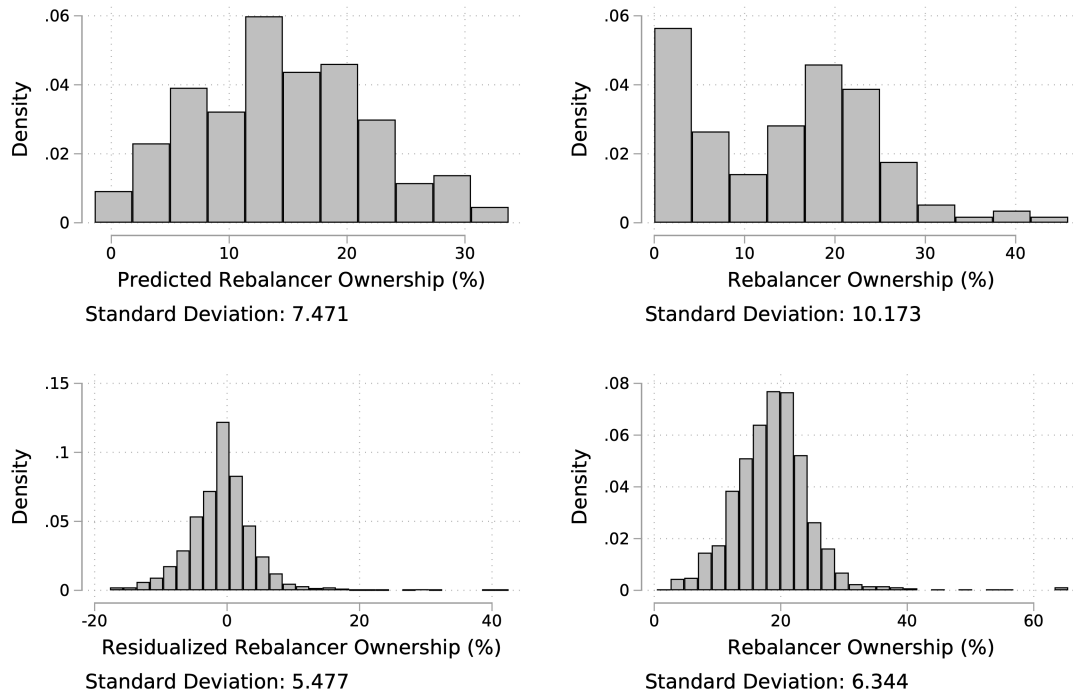 .06
.04
.02
0
Density
0 10 20 30
Predicted Rebalancer Ownership (%)
Standard Deviation: 7.471
.06
.04
.02
0
Density
0 10 20 30 40
Rebalancer Ownership (%)
Standard Deviation: 10.173
.15
.1
.05
0
Density
-20 0 20 40
Residualized Rebalancer Ownership (%)
Standard Deviation: 5.477
.08
.06
.04
.02
0
Density
0 20 40 60
Rebalancer Ownership (%)
Standard Deviation: 6.344